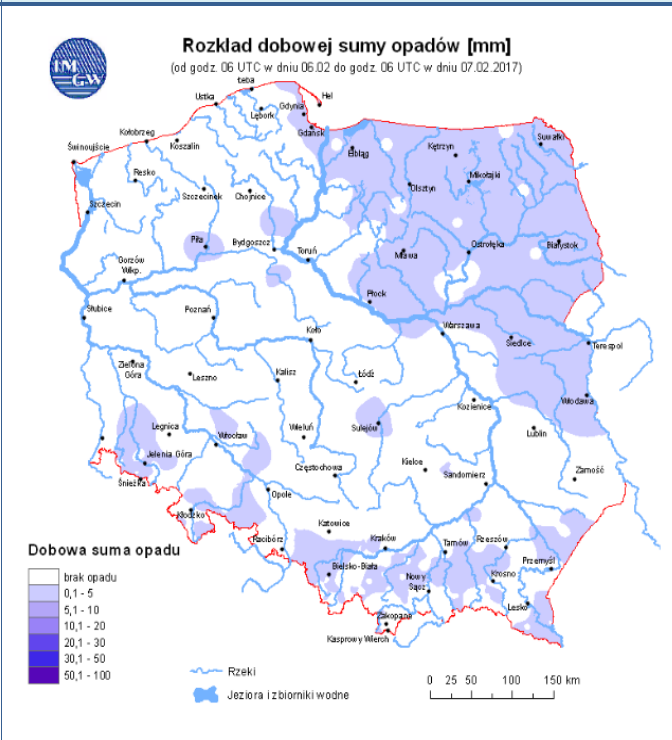 Rozkład dobowej sumy opadów [mm]
(od godz. 06 UTC w dniu 06.02 do godz. 06 UTC w dniu 07.02.2017)
IM
GW
Łeba
Hel
Ustka
Gdynia
Lębork
Gdańsk
Kołobrzeg
Koszalin
Świnoujście
Elbląg
Kętrzyn
Suwałki
Resko
Szczecinek
Chojnice
Olsztyn
Mikołajki
Szczecin
Piła
Bydgoszcz
Toruń
Mława
Ostrołęka
Białystok
Gorzów
Wlkp.
Płock
Słubice
Poznań
Koło
Warszawa
Siedlce
Terespol
Zielona
Góra
Leszno
Kalisz
Łódź
Kozienice
Włodawa
Legnica
Wrocław
Wieluń
Sulejów
Lublin
Jelenia Góra
Częstochowa
Kielce
Sandomierz
Zamość
Śnieżka
Opole
Kłodzko
Katowice
Racibórz
Kraków
Tarnów
Rzeszów
Przemyśl
Bielsko-Biała
Nowy
Sącz
Krosno
Lesko
Zakopane
Kasprowy Wierch
Dobowa suma opadu
brak opadu
0,1 - 5
5,1 - 10
10,1 - 20
20,1 - 30
30,1 - 50
50,1 - 100
Rzeki
Jeziora i zbiorniki wodne
0 25 50 100 150 km